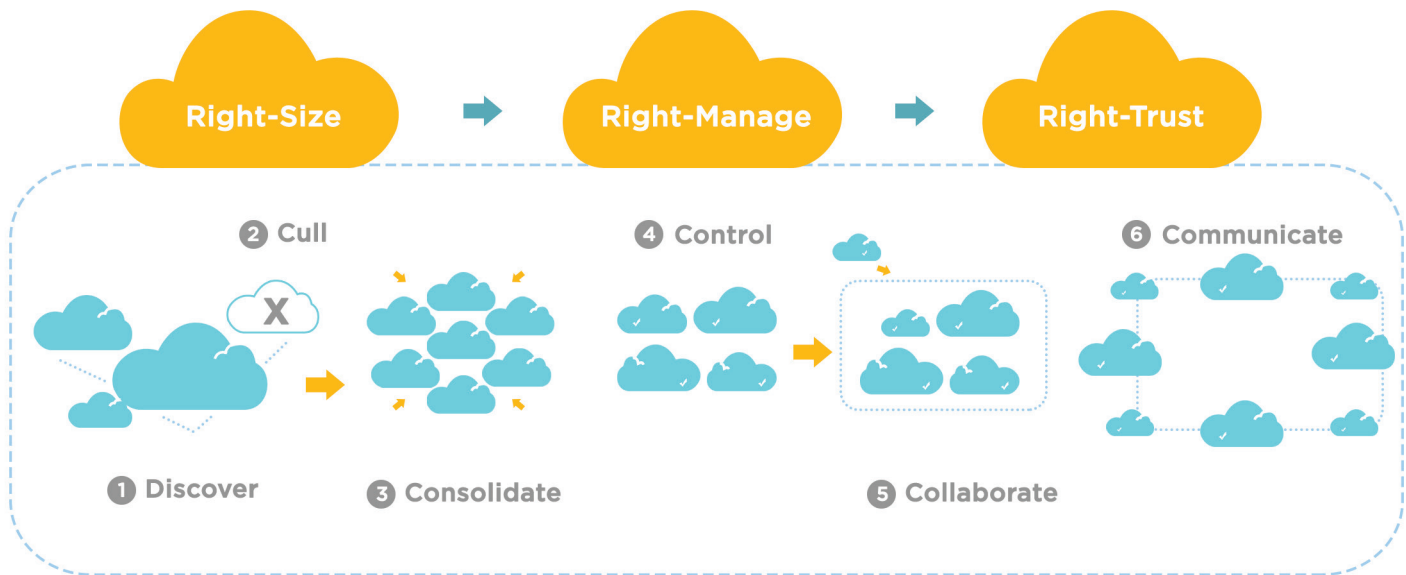 Right-Size
Right-Manage
Right-Trust
2 Cull
4 Control
6 Communicate
X
1 Discover
3 Consolidate
5 Collaborate